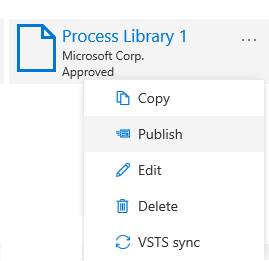 Process Library 1
...
Microsoft Corp.
Approved
Copy
Publish
Edit
Delete
VSTS sync